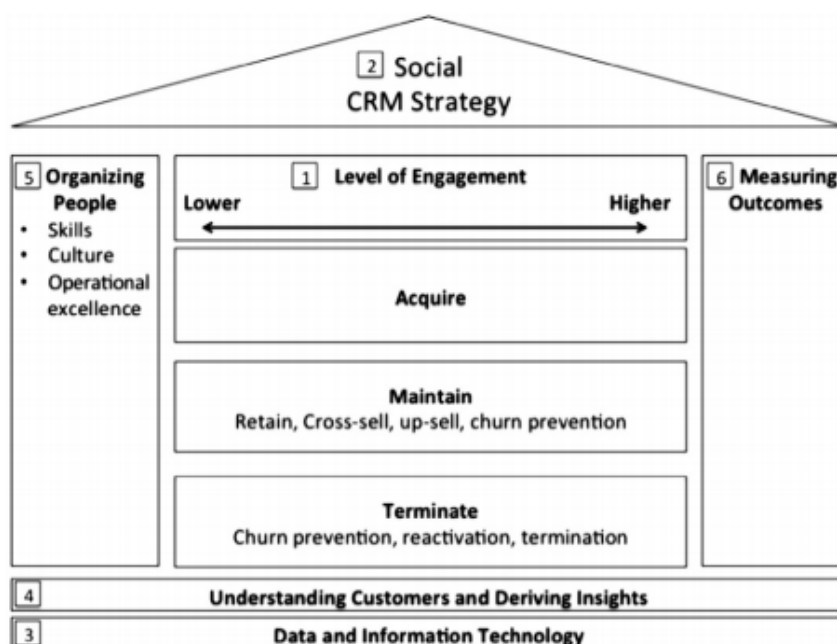 2 Social
CRM Strategy
5 Organizing
People
• Skills
• Culture
• Operational
excellence
1 Level of Engagement
Lower Higher
Acquire
Maintain
Retain, Cross-sell, up-sell, churn prevention
Terminate
Churn prevention, reactivation, termination
6 Measuring
Outcomes
4 Understanding Customers and Deriving Insights
3 Data and Information Technology